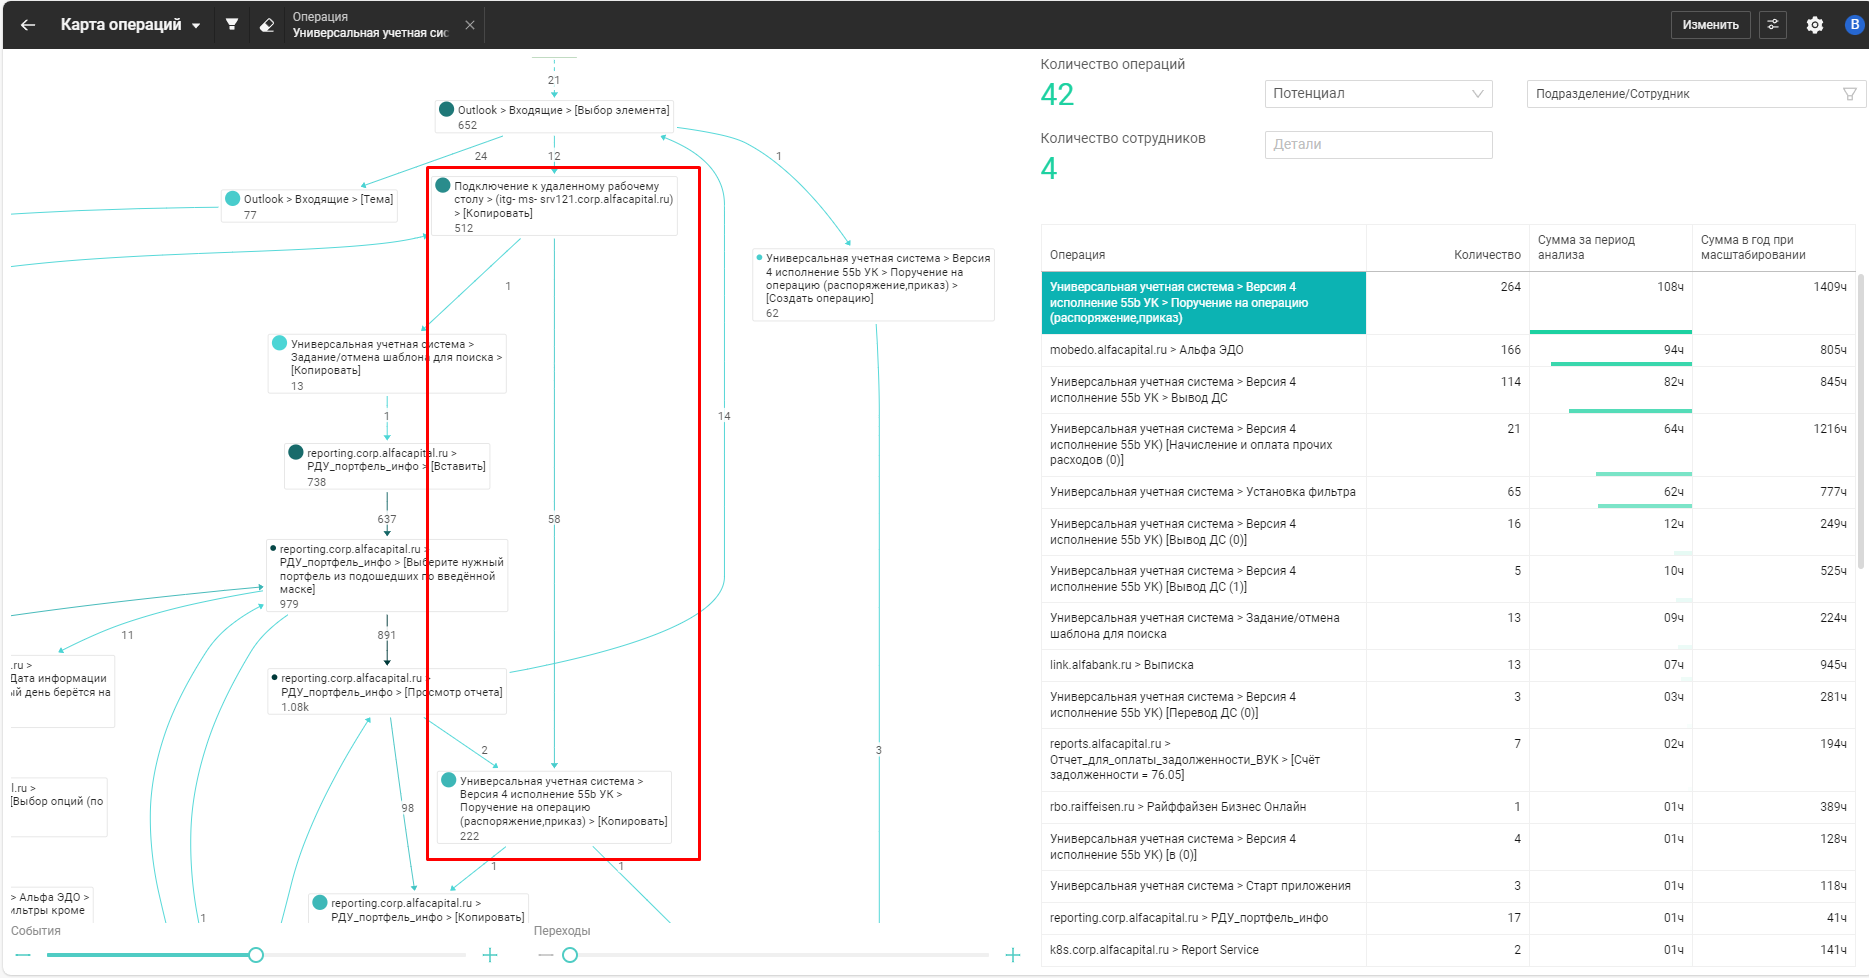 Карта операций
Операция
Универсальная учетная сис
Изменить
B
21
Outlook > Входящие > [Выбор элемента]
652
24
12
1
Outlook > Входящие > [Тема]
77
Подключение к удаленному рабочему
столу > (itg- ms- srv121.corp.alfacapital.ru)
> [Копировать]
512
Универсальная учетная система > Версия
4 исполнение 55b УК > Поручение на
операцию (распоряжение,приказ) >
[Создать операцию]
62
1
Универсальная учетная система >
Задание/отмена шаблона для поиска >
[Копировать]
13
1
14
reporting.corp.alfacapital.ru >
РДУ_портфель_инфо > [Вставить]
738
637
58
reporting.corp.alfacapital.ru >
РДУ_портфель_инфо > [Выберите нужный
портфель из подошедших по введённой
маске]
979
11
891
.ru >
Дата информации
ый день берётся на
reporting.corp.alfacapital.ru >
РДУ_портфель_инфо > [Просмотр отчета]
1.08k
2
3
l.ru >
[Выбор опций (по
98
Универсальная учетная система >
Версия 4 исполнение 55b УК >
Поручение на операцию
(распоряжение,приказ) > [Копировать]
222
1
1
> Альфа ЭДО >
ильтры кроме
1
reporting.corp.alfacapital.ru >
РДУ_портфель_инфо > [Копировать]
События
Переходы
Количество операций
42
Потенциал
Подразделение/Сотрудник
Количество сотрудников
4
Детали
Операция Количество Сумма за период анализа Сумма в год при масштабировании
Универсальная учетная система > Версия 4 264 108ч 1409ч
исполнение 55b УК > Поручение на операцию
(распоряжение,приказ)
mobedo.alfacapital.ru > Альфа ЭДО 166 94ч 805ч
Универсальная учетная система > Версия 4 114 82ч 845ч
исполнение 55b УК > Вывод ДС
Универсальная учетная система > Версия 4 21 64ч 1216ч
исполнение 55b УК) [Начисление и оплата прочих
расходов (0)]
Универсальная учетная система > Установка фильтра 65 62ч 777ч
Универсальная учетная система > Версия 4 16 12ч 249ч
исполнение 55b УК) [Вывод ДС (0)]
Универсальная учетная система > Версия 4 5 10ч 525ч
исполнение 55b УК) [Вывод ДС (1)]
Универсальная учетная система > Задание/отмена 13 09ч 224ч
шаблона для поиска
link.alfabank.ru > Выписка 13 07ч 945ч
Универсальная учетная система > Версия 4 3 03ч 281ч
исполнение 55b УК) [Перевод ДС (0)]
reports.alfacapital.ru > 7 02ч 194ч
Отчет_для_оплаты_задолженности_ВУК > [Счёт
задолженности = 76.05]
rbo.raiffeisen.ru > Райффайзен Бизнес Онлайн 1 01ч 389ч
Универсальная учетная система > Версия 4 4 01ч 128ч
исполнение 55b УК) [в (0)]
Универсальная учетная система > Старт приложения 3 01ч 118ч
reporting.corp.alfacapital.ru > РДУ_портфель_инфо 17 01ч 41ч
k8s.corp.alfacapital.ru > Report Service 2 01ч 141ч